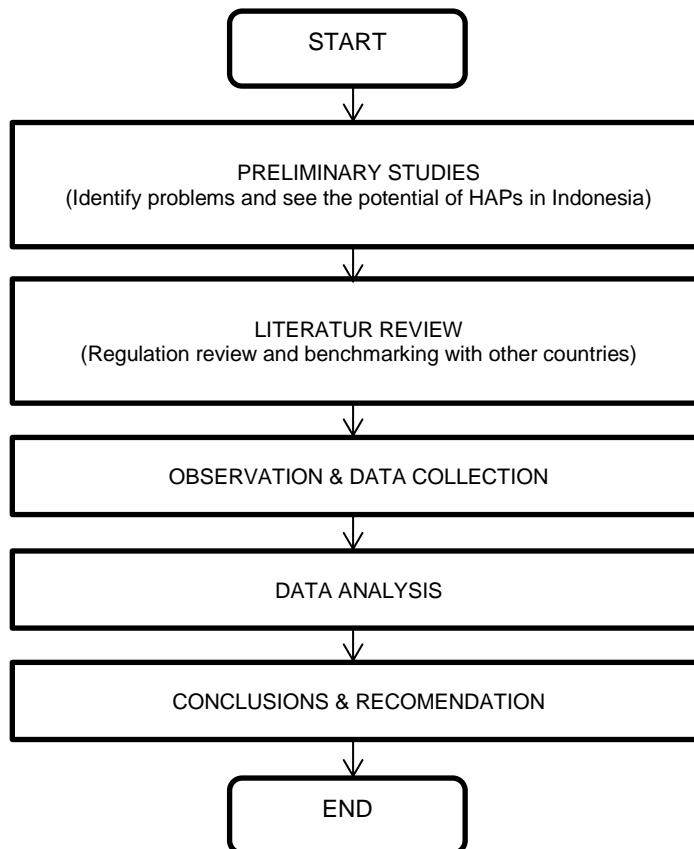 START
PRELIMINARY STUDIES
(Identify problems and see the potential of HAPs in Indonesia)
LITERATUR REVIEW
(Regulation review and benchmarking with other countries)
OBSERVATION & DATA COLLECTION
DATA ANALYSIS
CONCLUSIONS & RECOMENDATION
END